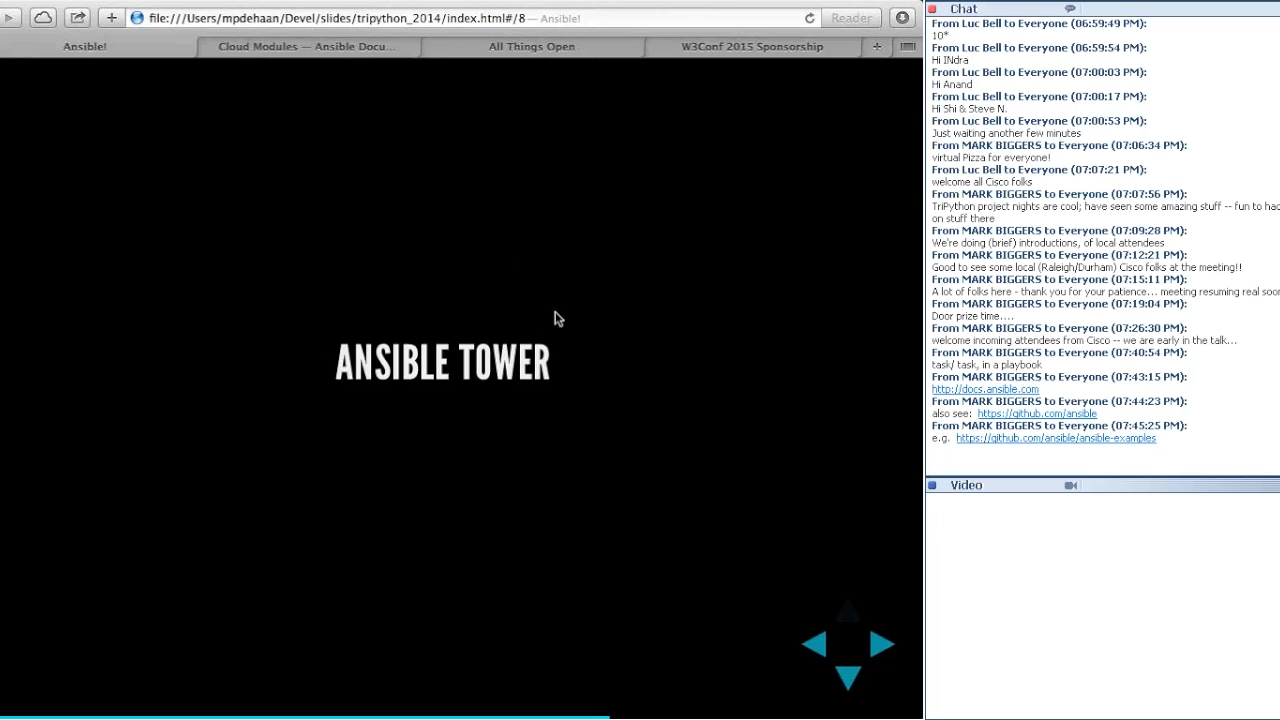 file:///Users/mpdehaan/Devel/slides/tripython_2014/index.html#/8 — Ansible!
Reader
Ansible!
Cloud Modules — Ansible Docu...
All Things Open
W3Conf 2015 Sponsorship
+
ANSIBLE TOWER
Chat
From Luc Bell to Everyone (06:59:49 PM):
10*
From Luc Bell to Everyone (06:59:54 PM):
Hi INdra
From Luc Bell to Everyone (07:00:03 PM):
Hi Anand
From Luc Bell to Everyone (07:00:17 PM):
Hi Shi & Steve N.
From Luc Bell to Everyone (07:00:53 PM):
Just waiting another few minutes
From MARK BIGGERS to Everyone (07:06:34 PM):
virtual Pizza for everyone!
From Luc Bell to Everyone (07:07:21 PM):
welcome all Cisco folks
From MARK BIGGERS to Everyone (07:07:56 PM):
TriPython project nights are cool; have seen some amazing stuff -- fun to hac
on stuff there
From MARK BIGGERS to Everyone (07:09:28 PM):
We're doing (brief) introductions, of local attendees
From MARK BIGGERS to Everyone (07:12:21 PM):
Good to see some local (Raleigh/Durham) Cisco folks at the meeting!!
From MARK BIGGERS to Everyone (07:15:11 PM):
A lot of folks here - thank you for your patience... meeting resuming real soon
From MARK BIGGERS to Everyone (07:19:04 PM):
Door prize time....
From MARK BIGGERS to Everyone (07:26:30 PM):
welcome incoming attendees from Cisco -- we are early in the talk...
From MARK BIGGERS to Everyone (07:40:54 PM):
task/ task, in a playbook
From MARK BIGGERS to Everyone (07:43:15 PM):
http://docs.ansible.com
From MARK BIGGERS to Everyone (07:44:23 PM):
also see: https://github.com/ansible
From MARK BIGGERS to Everyone (07:45:25 PM):
e.g. https://github.com/ansible/ansible-examples
Video